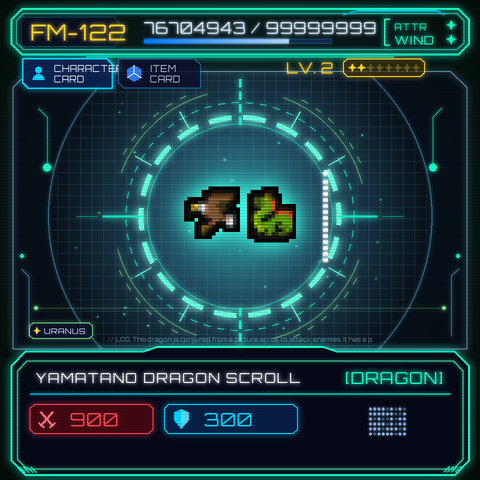 FM-122
76704943 / 99999999
ATTR
WIND
CHARACTER
CARD
ITEM
CARD
LV. 2
URANUS
// LOG: This dragon is conjured from a picture scroll to attack enemies. It has a p
YAMATANO DRAGON SCROLL
[DRAGON]
900
300